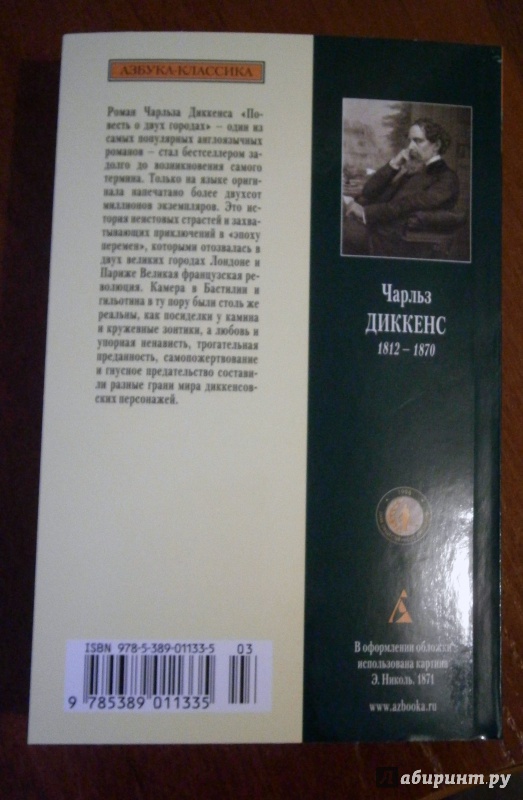 АЗБУКА-КЛАССИКА
Роман Чарльза Диккенса «По-
весть о двух городах» – один из
самых популярных англоязычных
романов – стал бестселлером за-
долго до возникновения самого
термина. Только на языке ориги-
нала напечатано более двухсот
миллионов экземпляров. Это ис-
тория неистовых страстей и захва-
тывающих приключений в «эпоху
перемен», которыми отозвалась в
двух великих городах Лондоне и
Париже Великая французская ре-
волюция. Камера в Бастилии и
гильотина в ту пору были столь же
реальны, как посиделки у камина
и кружевные зонтики, а любовь и
упорная ненависть, трогательная
преданность, самопожертвование
и гнусное предательство состави-
ли разные грани мира диккенсов-
ских персонажей.
Чарльз
ДИККЕНС
1812 – 1870
В оформлении обложки
использована картина
Э. Николь. 1871
www.azbooka.ru
ISBN 978-5-389-01133-5 03
9 785389 011335
Лабиринт.ру